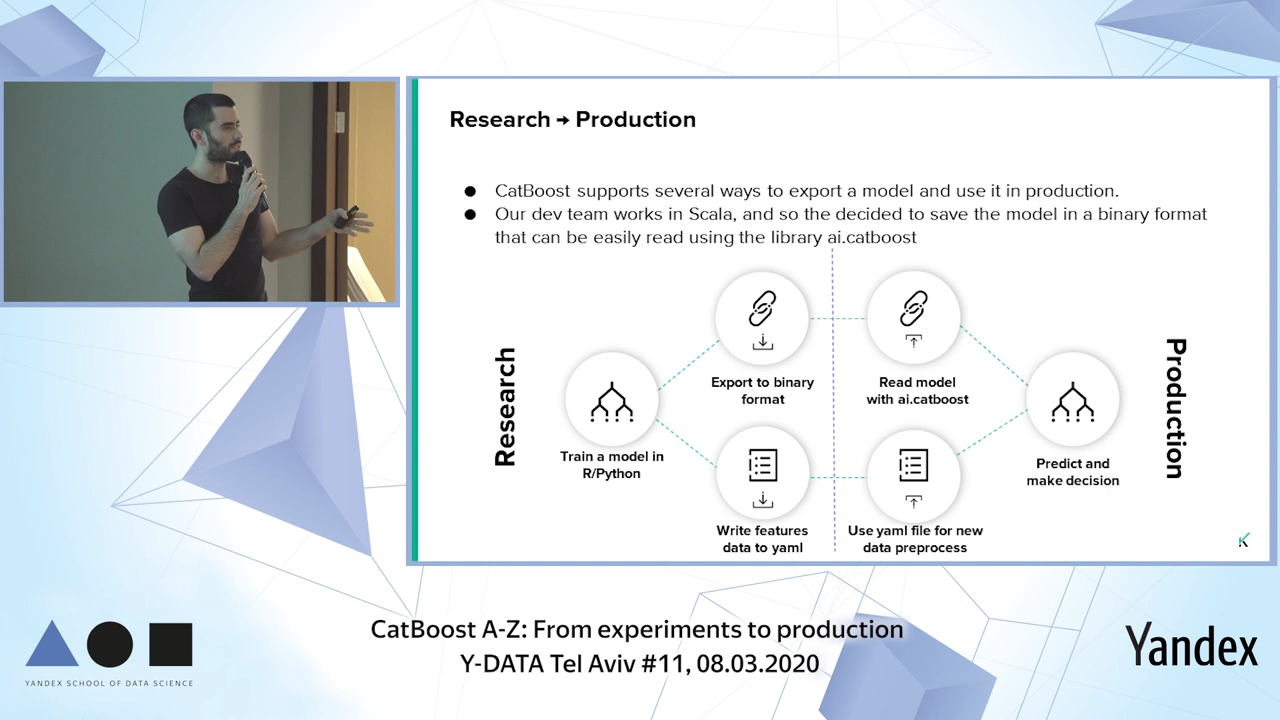 Research → Production
● CatBoost supports several ways to export a model and use it in production.
● Our dev team works in Scala, and so the decided to save the model in a binary format
that can be easily read using the library ai.catboost
Research
Train a model in
R/Python
Export to binary
format
Write features
data to yaml
Read model
with ai.catboost
Use yaml file for new
data preprocess
Predict and
make decision
Production
K
YANDEX SCHOOL OF DATA SCIENCE
CatBoost A-Z: From experiments to production
Y-DATA Tel Aviv #11, 08.03.2020
Yandex